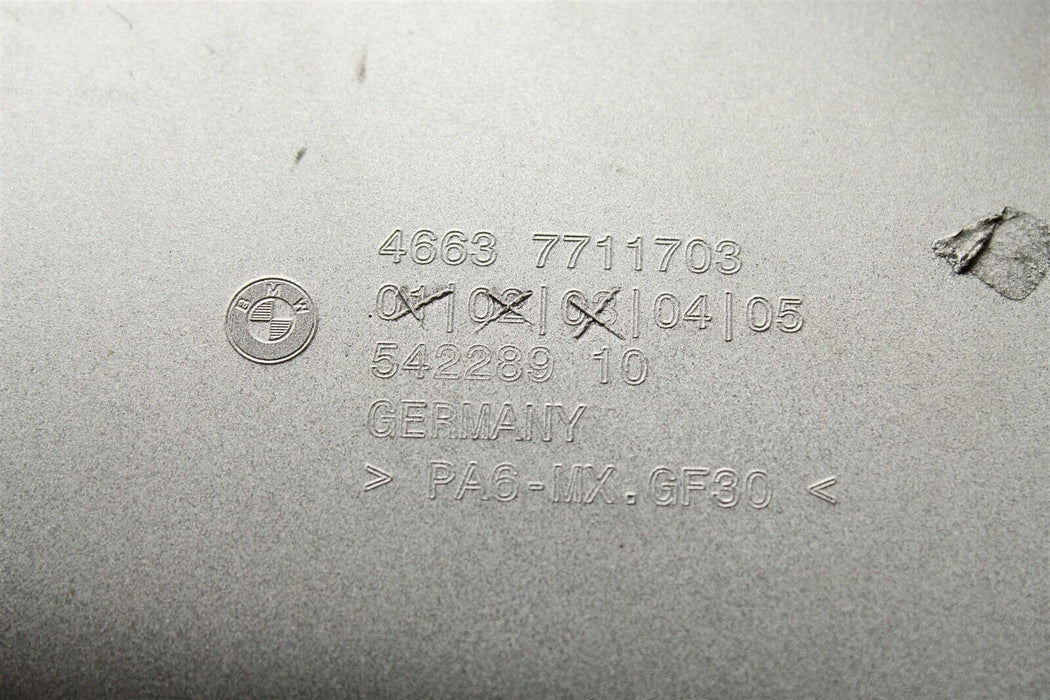 BMW
4663 7711703
01|02|03|04|05
542289 10
GERMANY
> PA6-MX.GF30 <